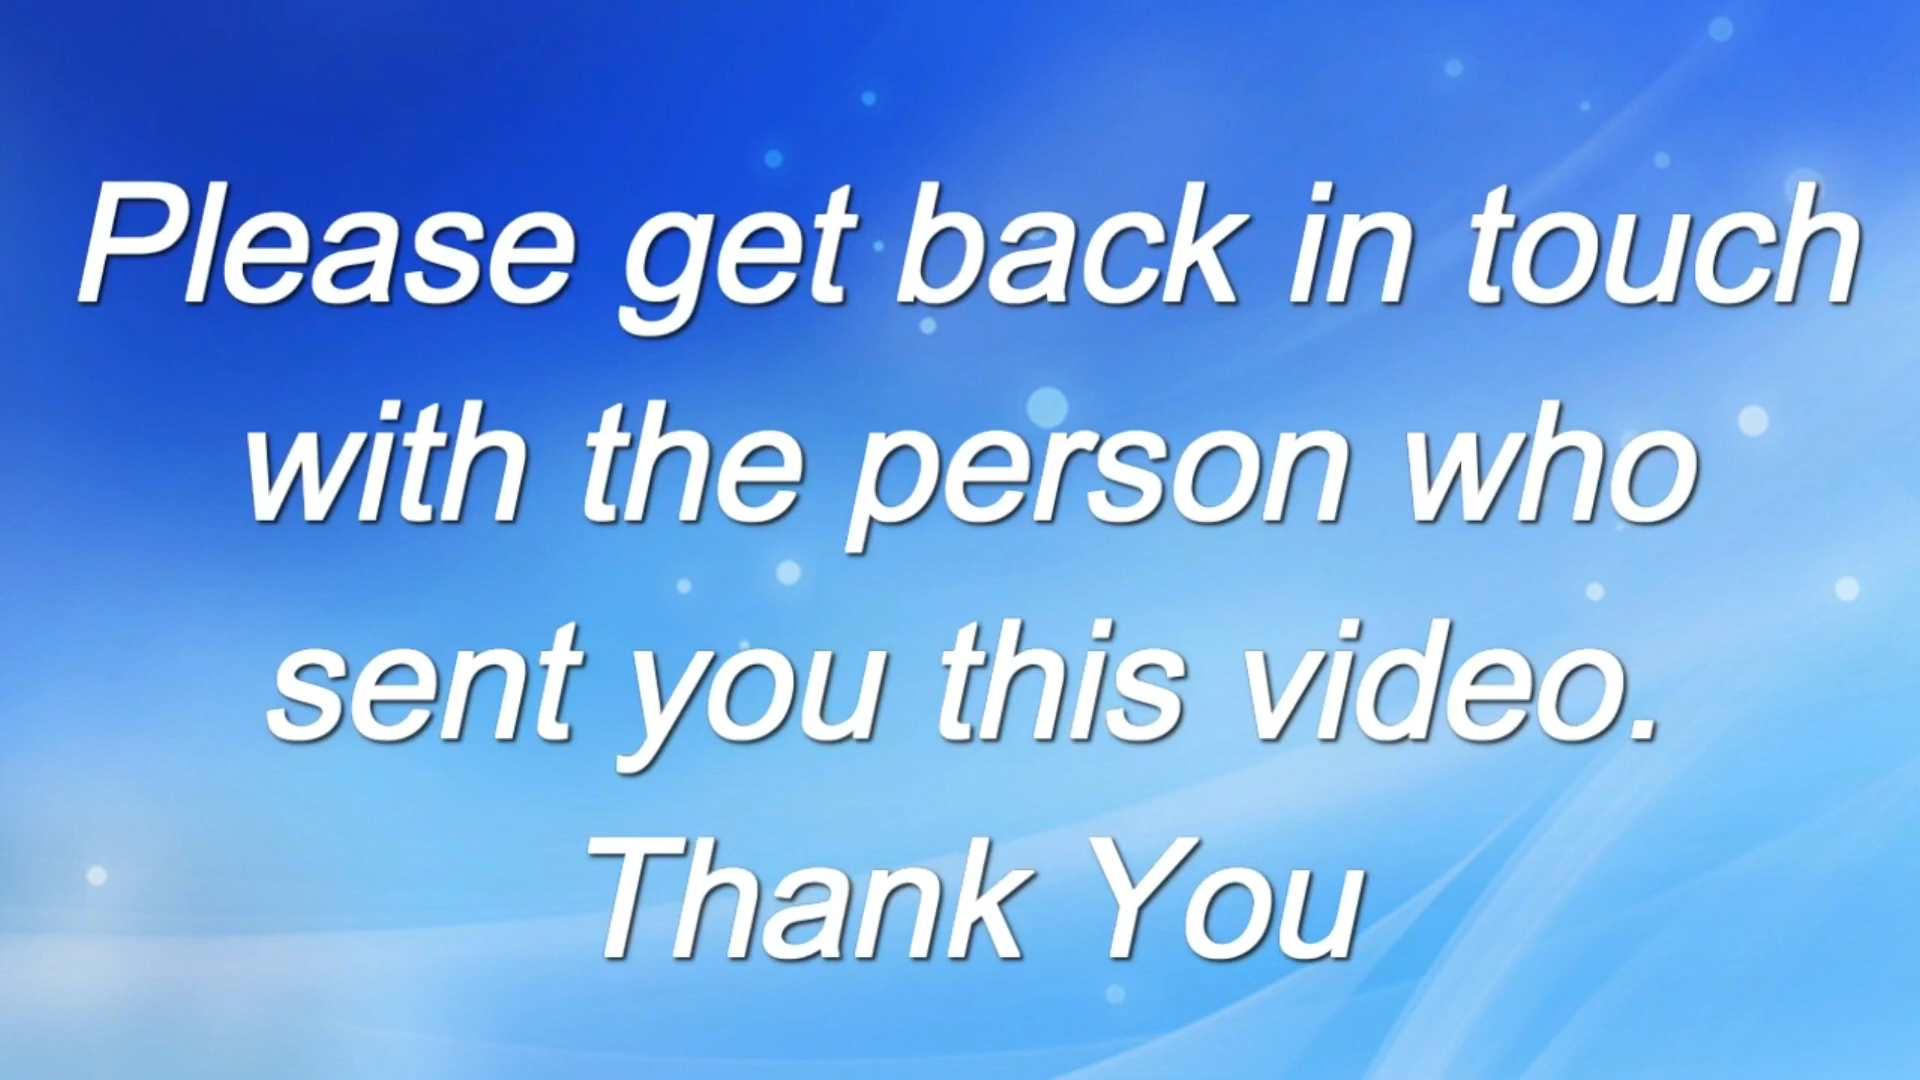 Please get back in touch
with the person who
sent you this video.
Thank You